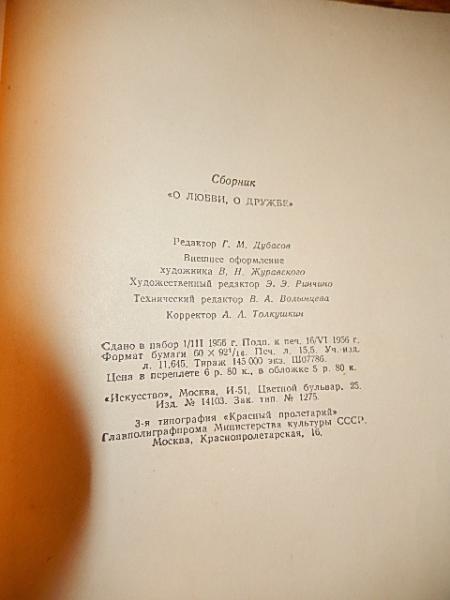 Сборник
«О ЛЮБВИ, О ДРУЖБЕ»
Редактор Г. М. Дубасов
Внешнее оформление
художника В. Н. Журавского
Художественный редактор Э. Э. Ринчино
Технический редактор В. А. Волынцева
Корректор А. Л. Толкушкин
Сдано в набор 1/III 1956 г. Подп. к печ. 16/VI 1956 г.
Формат бумаги 60 × 92¹/₁₆. Печ. л. 15,5. Уч.-изд.
л. 11,645. Тираж 145 000 экз. Ш07786.
Цена в переплете 6 р. 80 к., в обложке 5 р. 80 к.
«Искусство», Москва, И-51, Цветной бульвар, 25.
Изд. № 14103. Зак. тип. № 1275.
3-я типография «Красный пролетарий»
Главполиграфпрома Министерства культуры СССР.
Москва, Краснопролетарская, 16.